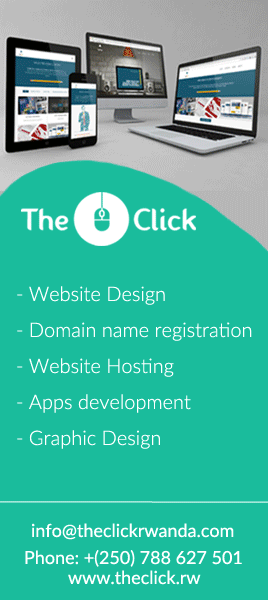 The Click
- Website Design
- Domain name registration
- Website Hosting
- Apps development
- Graphic Design
info@theclickrwanda.com
Phone: +(250) 788 627 501
www.theclick.rw